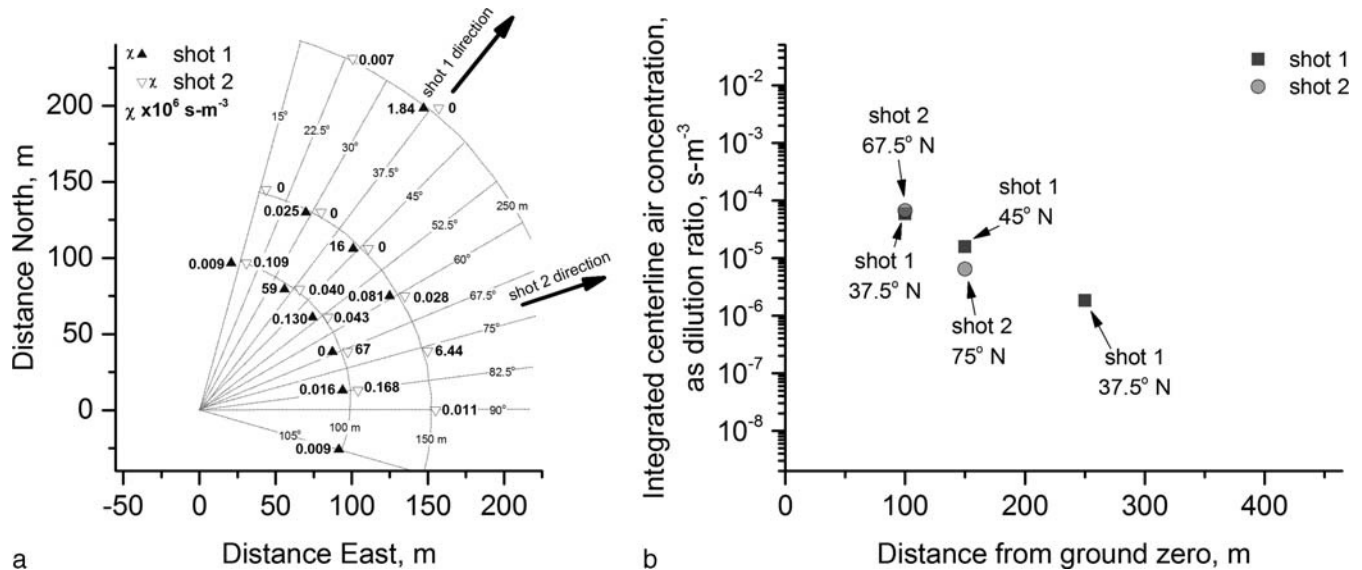 χ▲ shot 1
▽χ shot 2
χ x10⁶ s-m⁻³
shot 1 direction
shot 2 direction
15°
22.5°
30°
37.5°
45°
52.5°
60°
67.5°
75°
82.5°
90°
105°
100 m
150 m
250 m
0.007
1.84
0
0
0.025
0
16
0
0.009
0.109
59
0.040
0.081
0.028
0.130
0.043
0
67
6.44
0.016
0.168
0.011
0.009
Distance North, m
200
150
100
50
0
-50
0
50
100
150
200
Distance East, m
a
Integrated centerline air concentration,
as dilution ratio, s-m⁻³
10⁻²
10⁻³
10⁻⁴
10⁻⁵
10⁻⁶
10⁻⁷
10⁻⁸
shot 1
shot 2
shot 2
67.5° N
shot 1
45° N
shot 1
37.5° N
shot 2
75° N
shot 1
37.5° N
0
100
200
300
400
Distance from ground zero, m
b